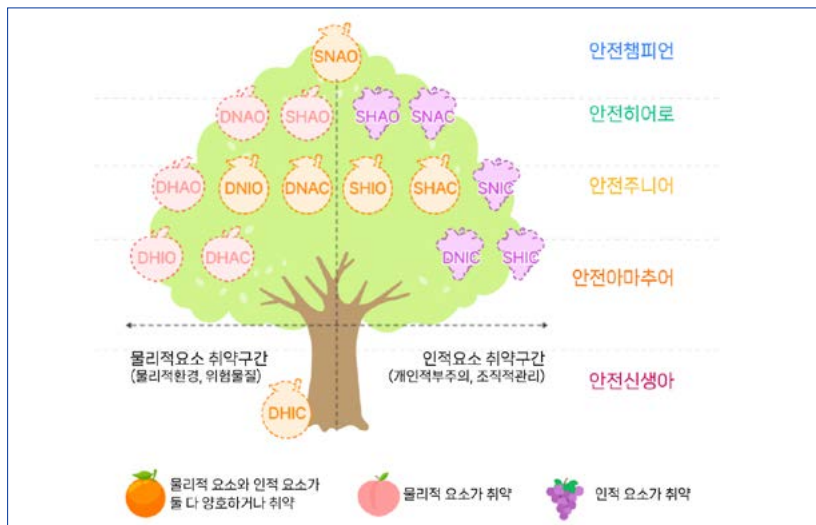 SNAO
안전챔피언
DNAO SHAO SHAO SNAC
안전히어로
DHAO DNIO DNAC SHIO SHAC SNIC
안전주니어
DHIO DHAC DNIC SHIC
안전아마추어
물리적요소 취약구간
(물리적환경, 위험물질)
인적요소 취약구간
(개인적부주의, 조직적관리)
안전신생아
DHIC
물리적 요소와 인적 요소가
둘 다 양호하거나 취약
물리적 요소가 취약
인적 요소가 취약